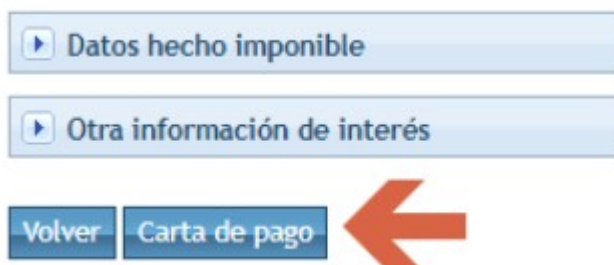 Datos hecho imponible
Otra información de interés
Volver Carta de pago